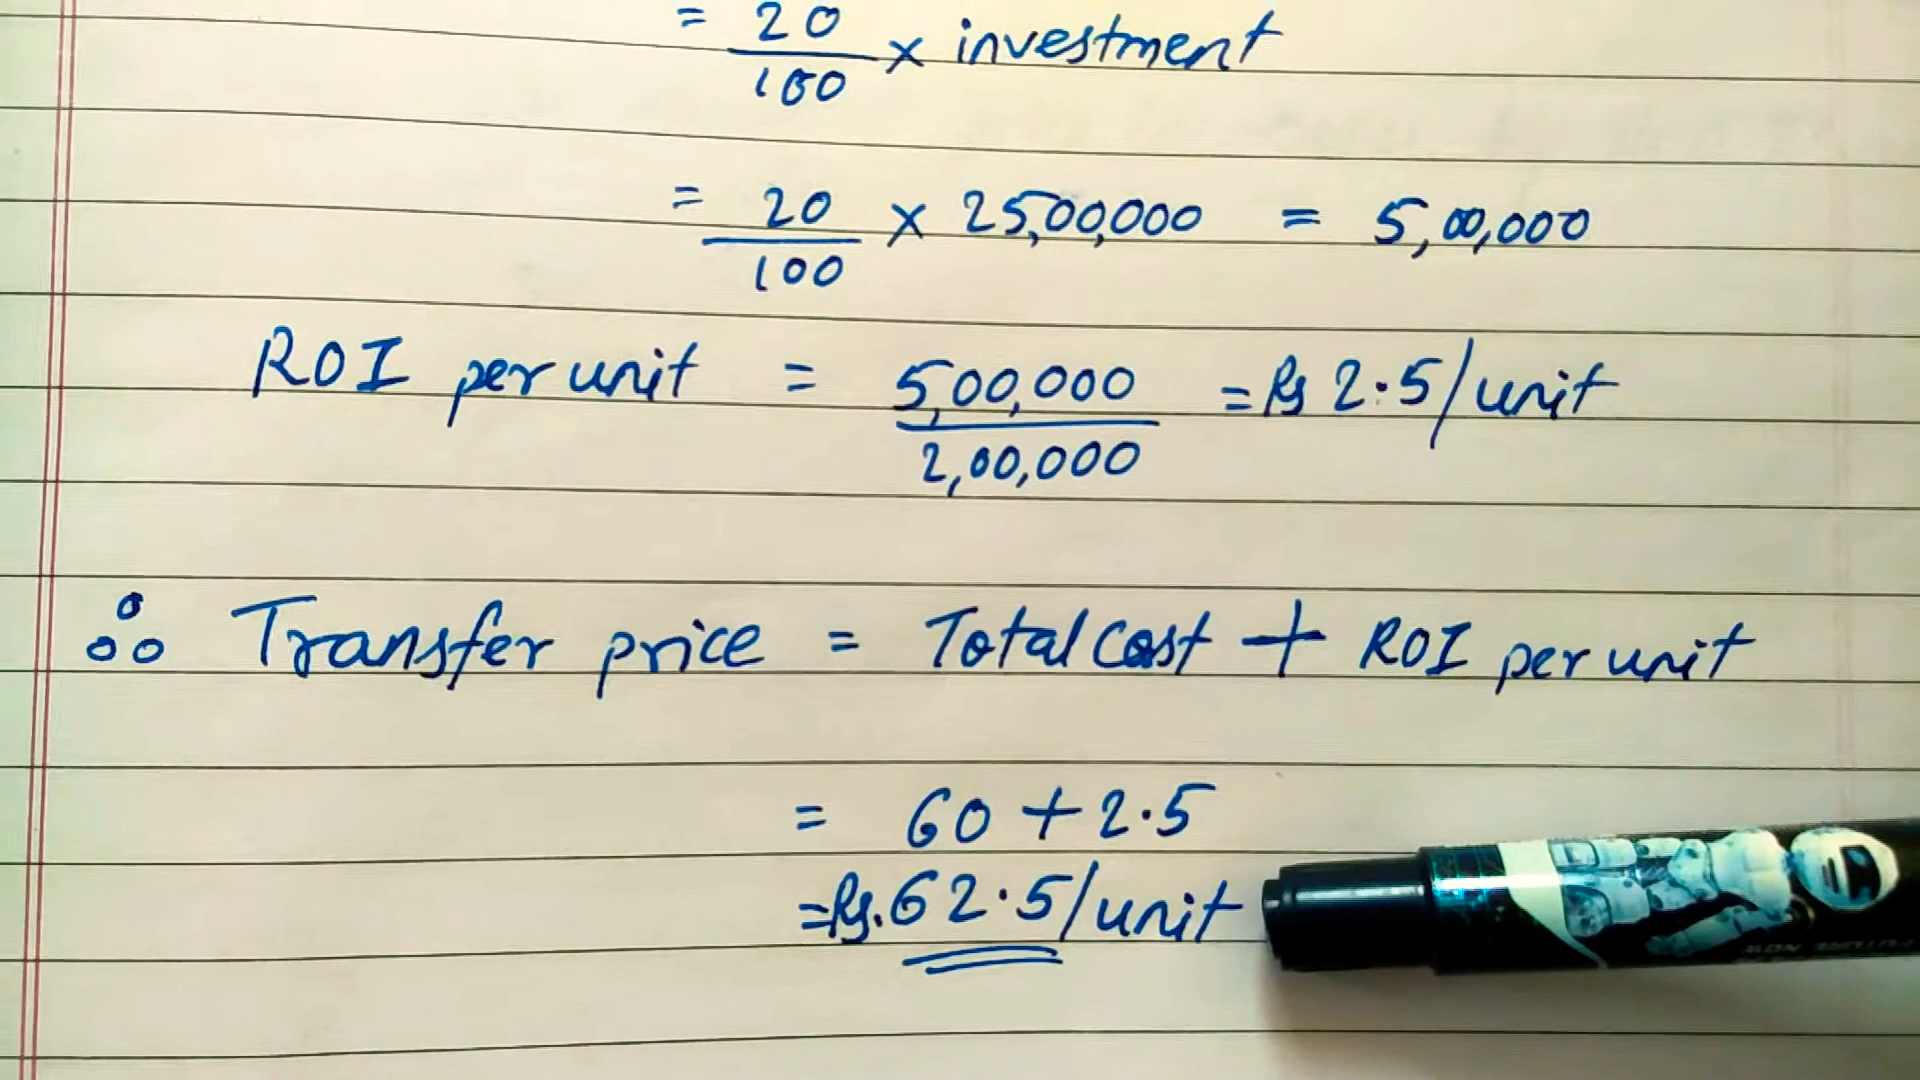 = 20/100 × investment
= 20/100 × 25,00,000 = 5,00,000
ROI per unit = 5,00,000/2,00,000 = Rs 2.5/unit
∴ Transfer price = Total cost + ROI per unit
= 60 + 2.5
= Rs. 62.5/unit